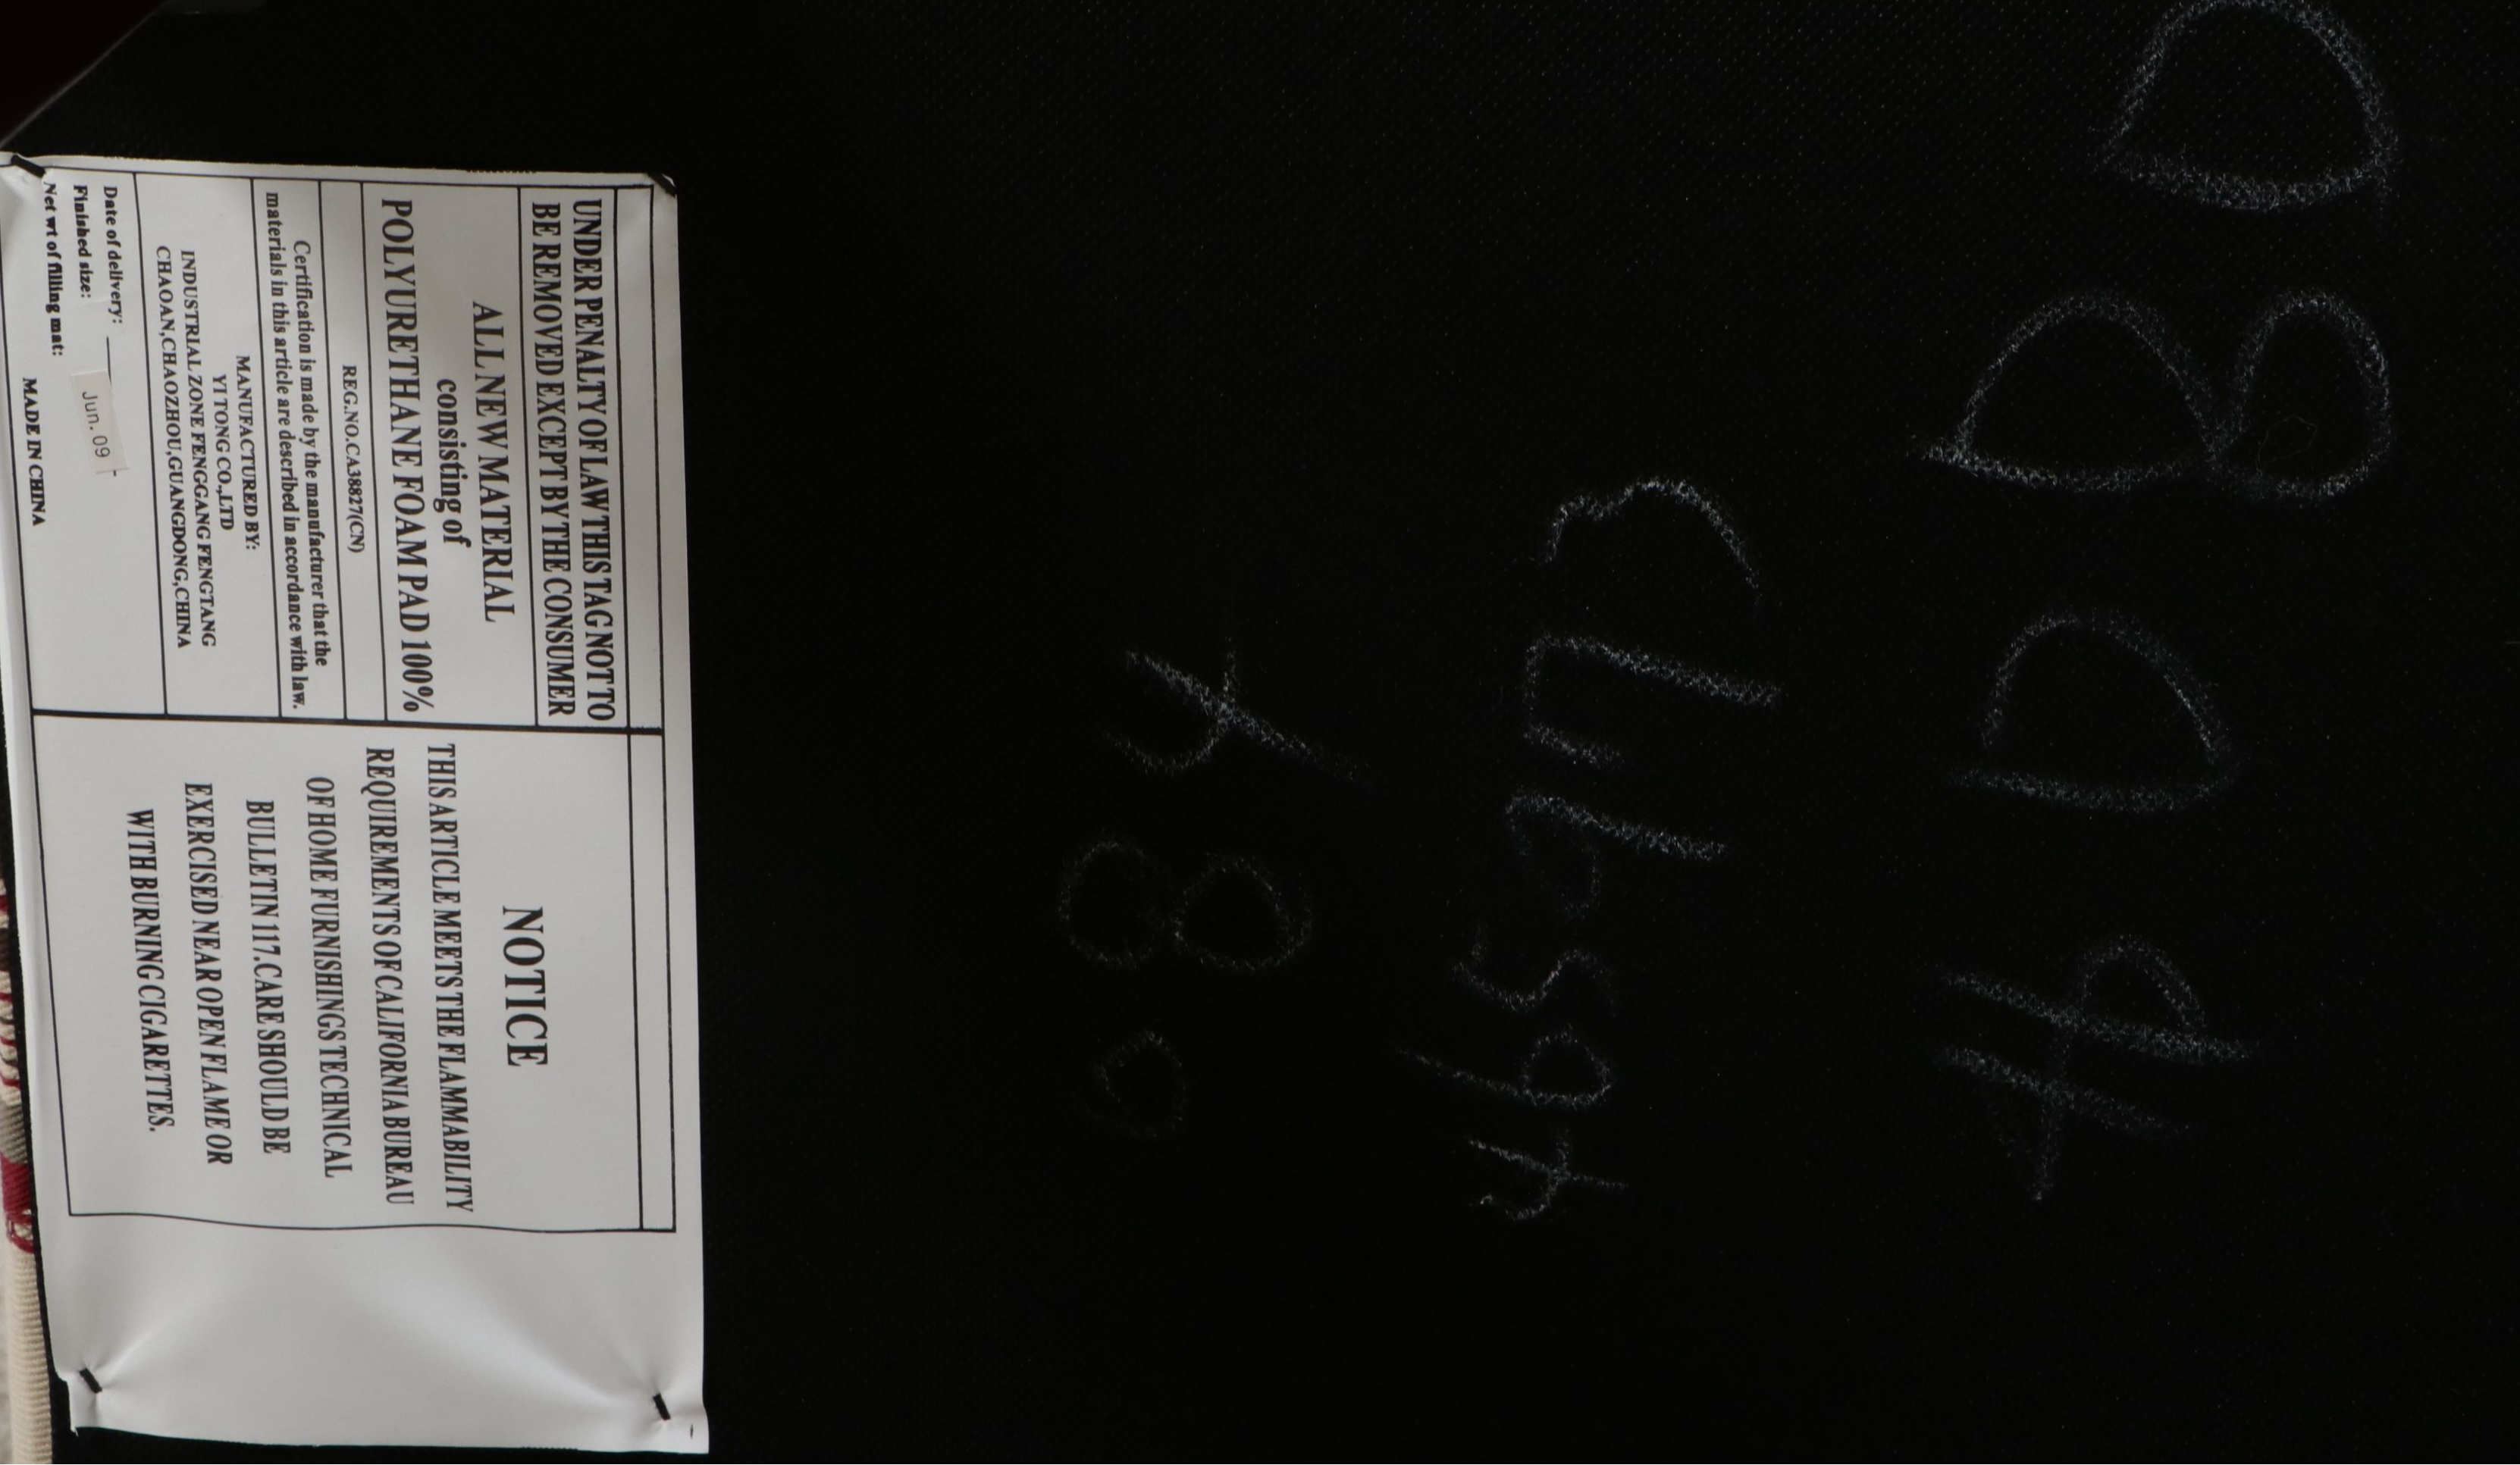 UNDER PENALTY OF LAW THIS TAG NOT TO
BE REMOVED EXCEPT BY THE CONSUMER
ALL NEW MATERIAL
consisting of
POLYURETHANE FOAM PAD 100%
REG.NO.CA38827(CN)
Certification is made by the manufacturer that the
materials in this article are described in accordance with law.
MANUFACTURED BY:
YI TONG CO.,LTD
INDUSTRIAL ZONE FENGGANG FENGTANG
CHAOAN,CHAOZHOU,GUANGDONG,CHINA
Date of delivery:
Jun. 09
Finished size:
Net wt of filling mat:
MADE IN CHINA
NOTICE
THIS ARTICLE MEETS THE FLAMMABILITY
REQUIREMENTS OF CALIFORNIA BUREAU
OF HOME FURNISHINGS TECHNICAL
BULLETIN 117. CARE SHOULD BE
EXERCISED NEAR OPEN FLAME OR
WITH BURNING CIGARETTES.